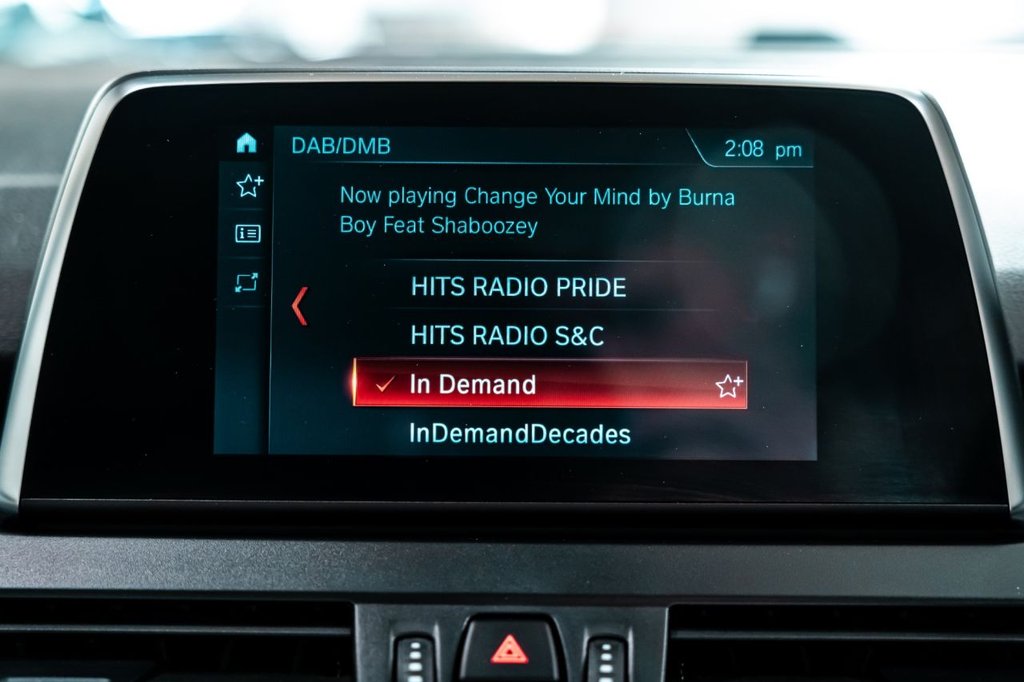 DAB/DMB
2:08 pm
Now playing Change Your Mind by Burna
Boy Feat Shaboozey
HITS RADIO PRIDE
HITS RADIO S&C
In Demand
InDemandDecades